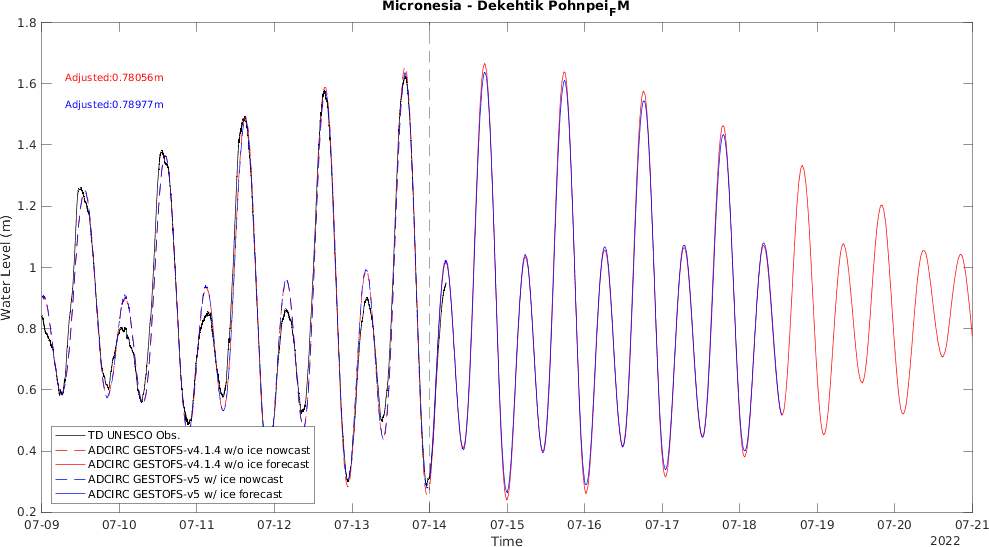 Micronesia - Dekehtik Pohnpei_FM
1.8
1.6
1.4
1.2
1
0.8
0.6
0.4
0.2
Water Level (m)
Adjusted:0.78056m
Adjusted:0.78977m
TD UNESCO Obs.
ADCIRC GESTOFS-v4.1.4 w/o ice nowcast
ADCIRC GESTOFS-v4.1.4 w/o ice forecast
ADCIRC GESTOFS-v5 w/ ice nowcast
ADCIRC GESTOFS-v5 w/ ice forecast
07-09 07-10 07-11 07-12 07-13 07-14 07-15 07-16 07-17 07-18 07-19 07-20 07-21
Time
2022